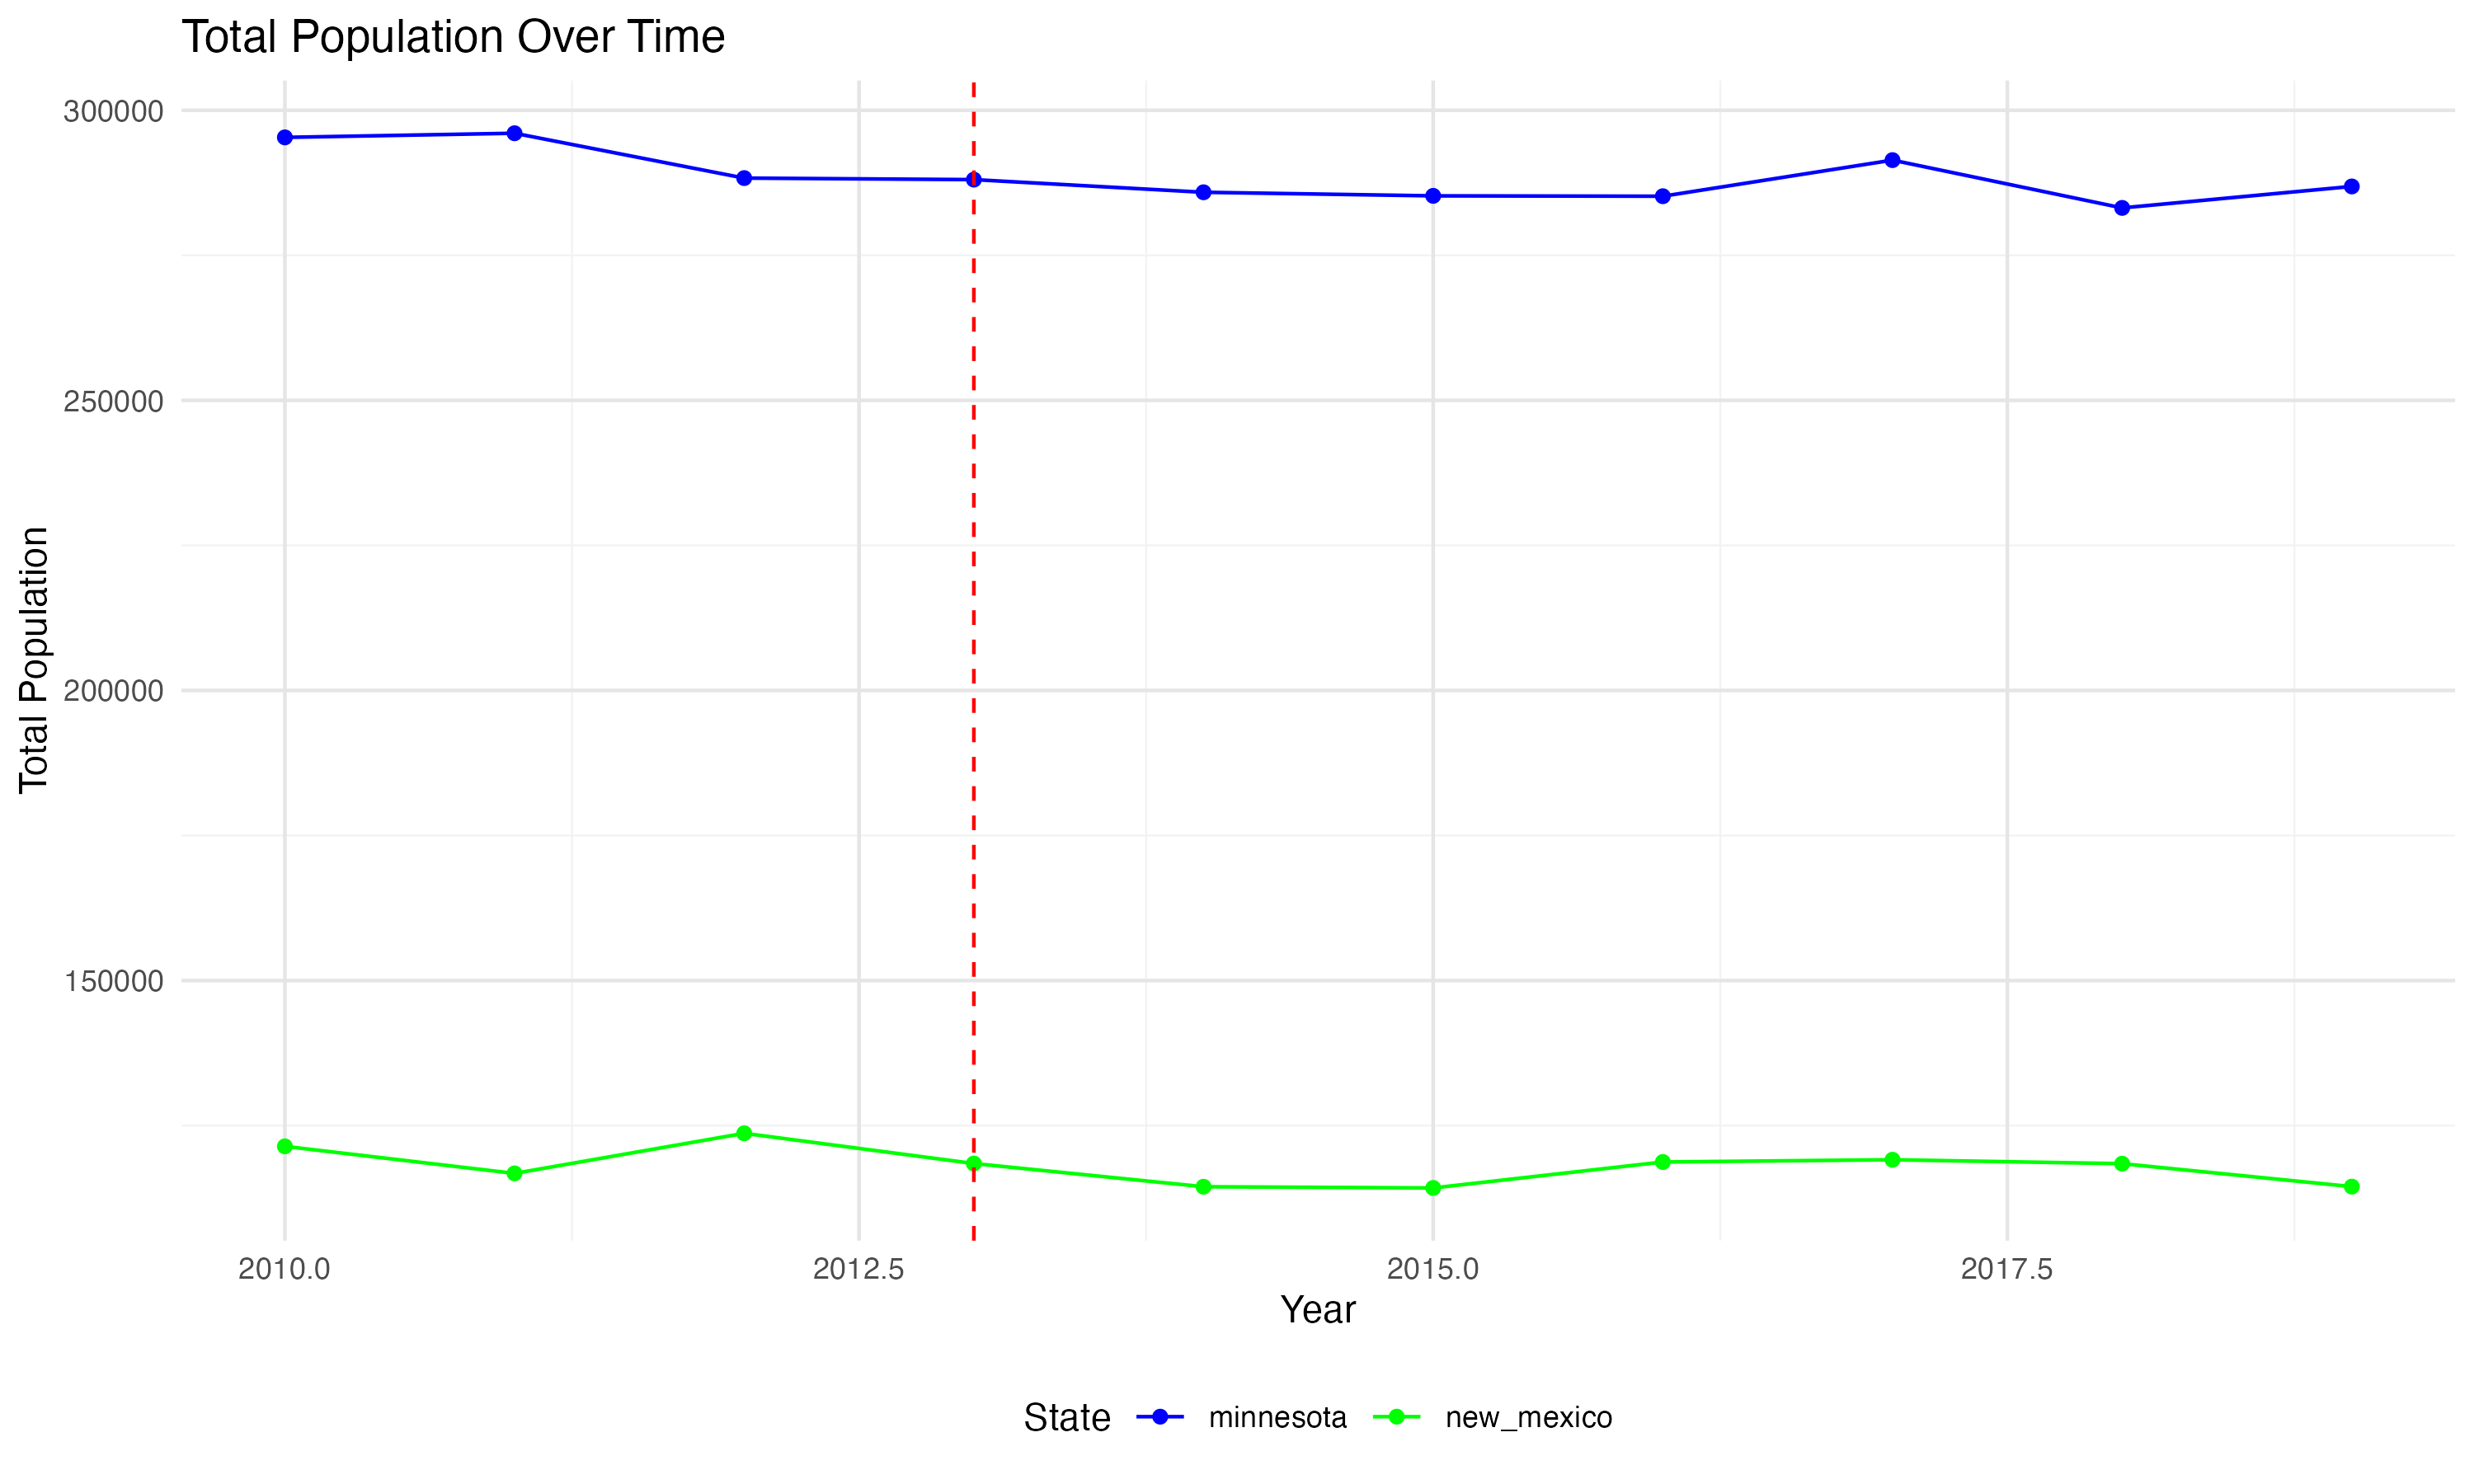 Total Population Over Time
300000
250000
200000
150000
Total Population
2010.0 2012.5 2015.0 2017.5
Year
State minnesota new_mexico